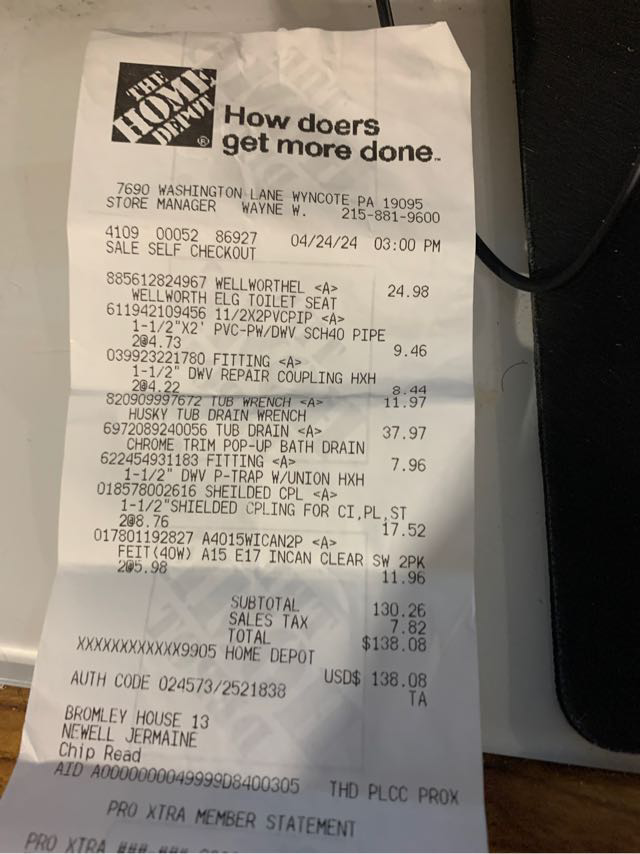 THE
HOME
DEPOT
How doers
get more done.
7690 WASHINGTON LANE WYNCOTE PA 19095
STORE MANAGER WAYNE W. 215-881-9600
4109 00052 86927 04/24/24 03:00 PM
SALE SELF CHECKOUT
885612824967 WELLWORTHEL <A> 24.98
WELLWORTH ELG TOILET SEAT
611942109456 11/2X2PVCPIP <A>
1-1/2"X2' PVC-PW/DWV SCH40 PIPE
2@4.73 9.46
039923221780 FITTING <A>
1-1/2" DWV REPAIR COUPLING HXH
2@4.22 8.44
820909997672 TUB WRENCH <A> 11.97
HUSKY TUB DRAIN WRENCH
6972089240056 TUB DRAIN <A> 37.97
CHROME TRIM POP-UP BATH DRAIN
622454931183 FITTING <A> 7.96
1-1/2" DWV P-TRAP W/UNION HXH
018578002616 SHEILDED CPL <A>
1-1/2"SHIELDED CPLING FOR CI,PL,ST
2@8.76 17.52
017801192827 A4015WICAN2P <A>
FEIT(40W) A15 E17 INCAN CLEAR SW 2PK
2@5.98 11.96
SUBTOTAL 130.26
SALES TAX 7.82
TOTAL $138.08
XXXXXXXXXXXX9905 HOME DEPOT
USD$ 138.08
AUTH CODE 024573/2521838 TA
BROMLEY HOUSE 13
NEWELL JERMAINE
Chip Read
AID A0000000049999D8400305 THD PLCC PROX
PRO XTRA MEMBER STATEMENT
PRO XTRA ###-###-